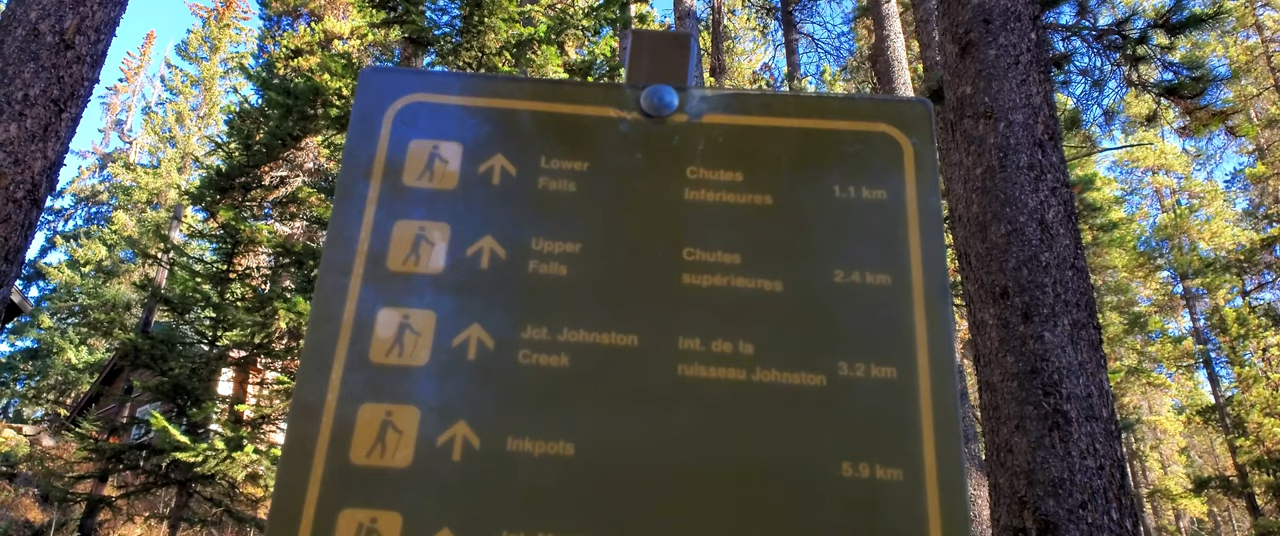 Lower Falls Chutes Inférieures 1.1 km
Upper Falls Chutes supérieures 2.4 km
Jct. Johnston Creek Int. de la ruisseau Johnston 3.2 km
Inkpots 5.9 km